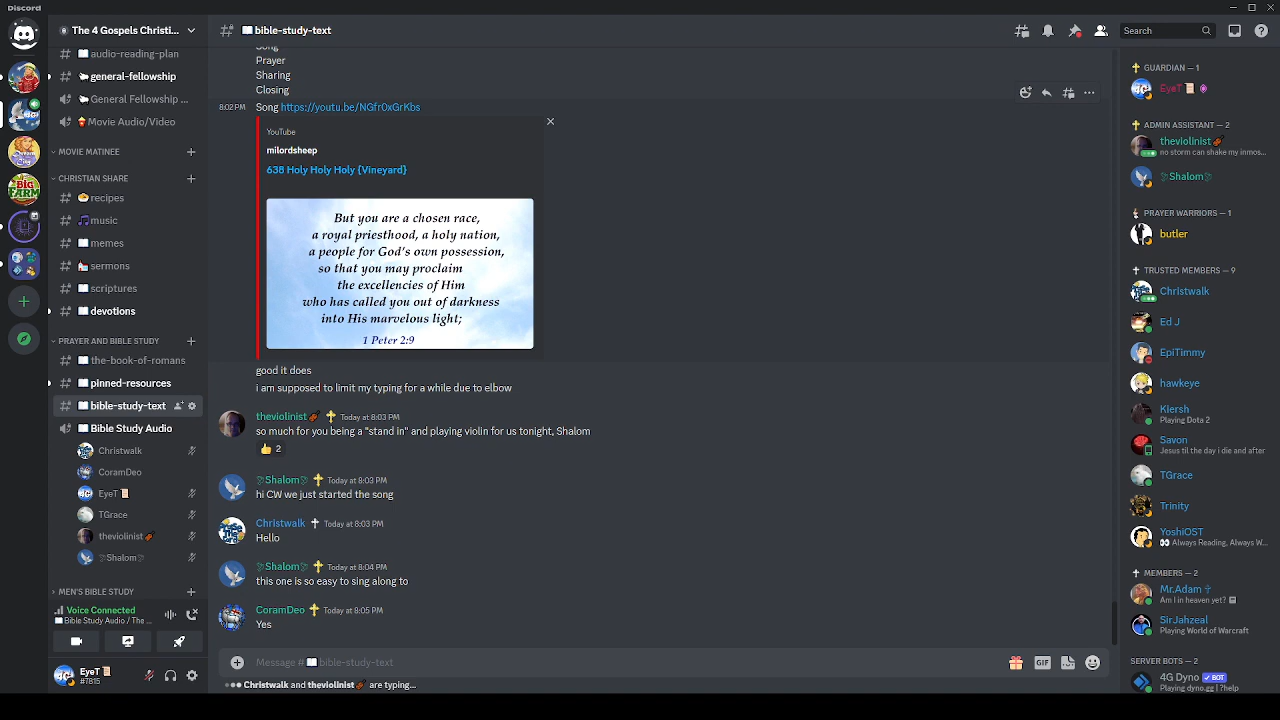 Discord
The 4 Gospels Christi...
bible-study-text
Search
audio-reading-plan
general-fellowship
General Fellowship ...
Movie Audio/Video
MOVIE MATINEE
CHRISTIAN SHARE
recipes
music
memes
sermons
scriptures
devotions
PRAYER AND BIBLE STUDY
the-book-of-romans
pinned-resources
bible-study-text
Bible Study Audio
Christwalk
CoramDeo
EyeT
TGrace
theviolinist
Shalom
MEN'S BIBLE STUDY
Voice Connected
Bible Study Audio / The ...
EyeT
Song
Prayer
Sharing
Closing
8:02 PM Song https://youtu.be/NGfr0xGrKbs
YouTube
milordsheep
638 Holy Holy Holy {Vineyard}
But you are a chosen race,
a royal priesthood, a holy nation,
a people for God's own possession,
so that you may proclaim
the excellencies of Him
who has called you out of darkness
into His marvelous light;
1 Peter 2:9
good it does
i am supposed to limit my typing for a while due to elbow
theviolinist Today at 8:03 PM
so much for you being a "stand in" and playing violin for us tonight, Shalom
2
Shalom Today at 8:03 PM
hi CW we just started the song
Christwalk Today at 8:03 PM
Hello
Shalom Today at 8:04 PM
this one is so easy to sing along to
CoramDeo Today at 8:05 PM
Yes
Message # bible-study-text
GIF
Christwalk and theviolinist are typing...
GUARDIAN — 1
EyeT
ADMIN ASSISTANT — 2
theviolinist
no storm can shake my inmos...
Shalom
PRAYER WARRIORS — 1
butler
TRUSTED MEMBERS — 9
Christwalk
Ed J
EpiTimmy
hawkeye
Kiersh
Playing Dota 2
Savon
Jesus til the day i die and after
TGrace
Trinity
YoshiOST
Always Reading, Always W...
MEMBERS — 2
Mr.Adam
Am I in heaven yet?
SirJahzeal
Playing World of Warcraft
SERVER BOTS — 2
4G Dyno BOT
Playing dyno.gg | ?help